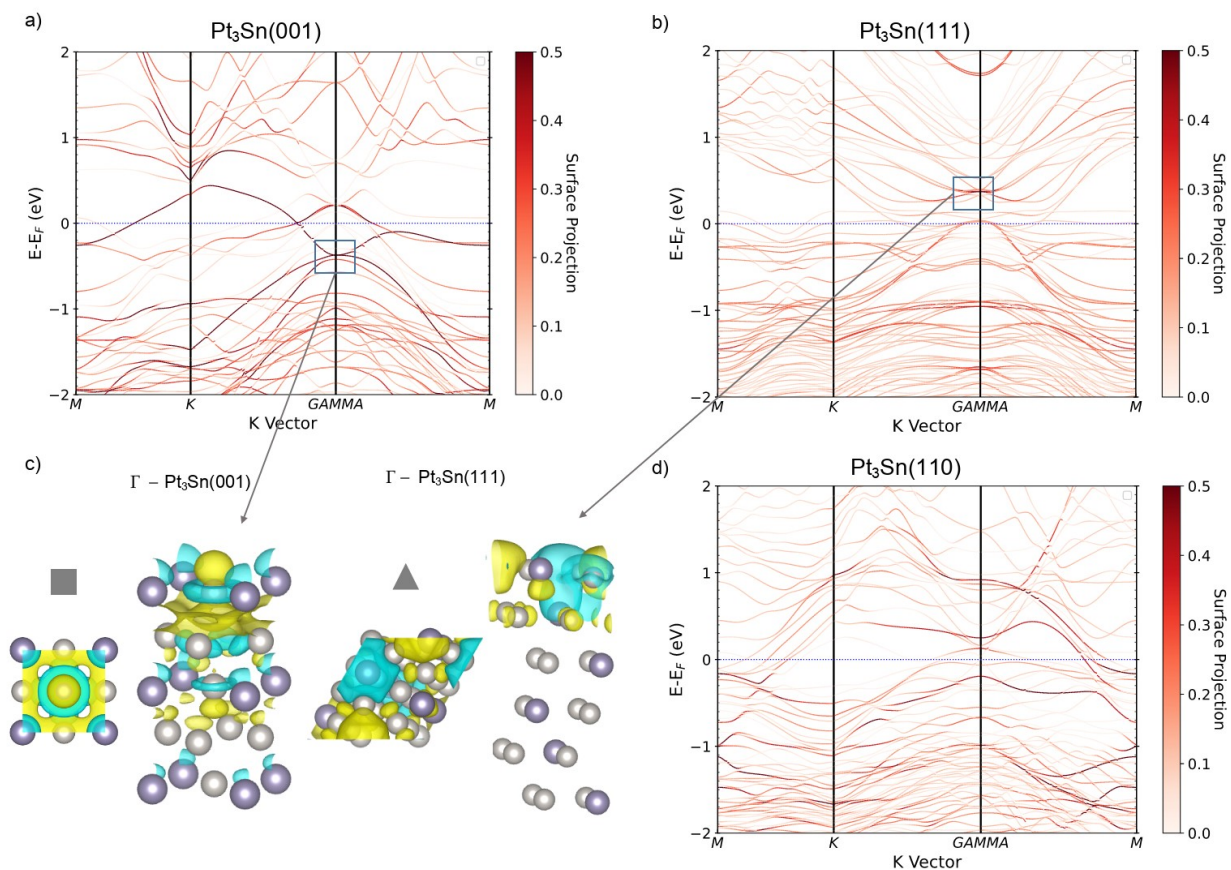 a)
Pt₃Sn(001)
2
1
0
−1
−2
E-E_F (eV)
M K GAMMA M
K Vector
0.5
0.4
0.3
0.2
0.1
0.0
Surface Projection
b)
Pt₃Sn(111)
2
1
0
−1
−2
E-E_F (eV)
M K GAMMA M
K Vector
0.5
0.4
0.3
0.2
0.1
0.0
Surface Projection
c)
Γ – Pt₃Sn(001)
Γ – Pt₃Sn(111)
d)
Pt₃Sn(110)
2
1
0
−1
−2
E-E_F (eV)
M K GAMMA M
K Vector
0.5
0.4
0.3
0.2
0.1
0.0
Surface Projection